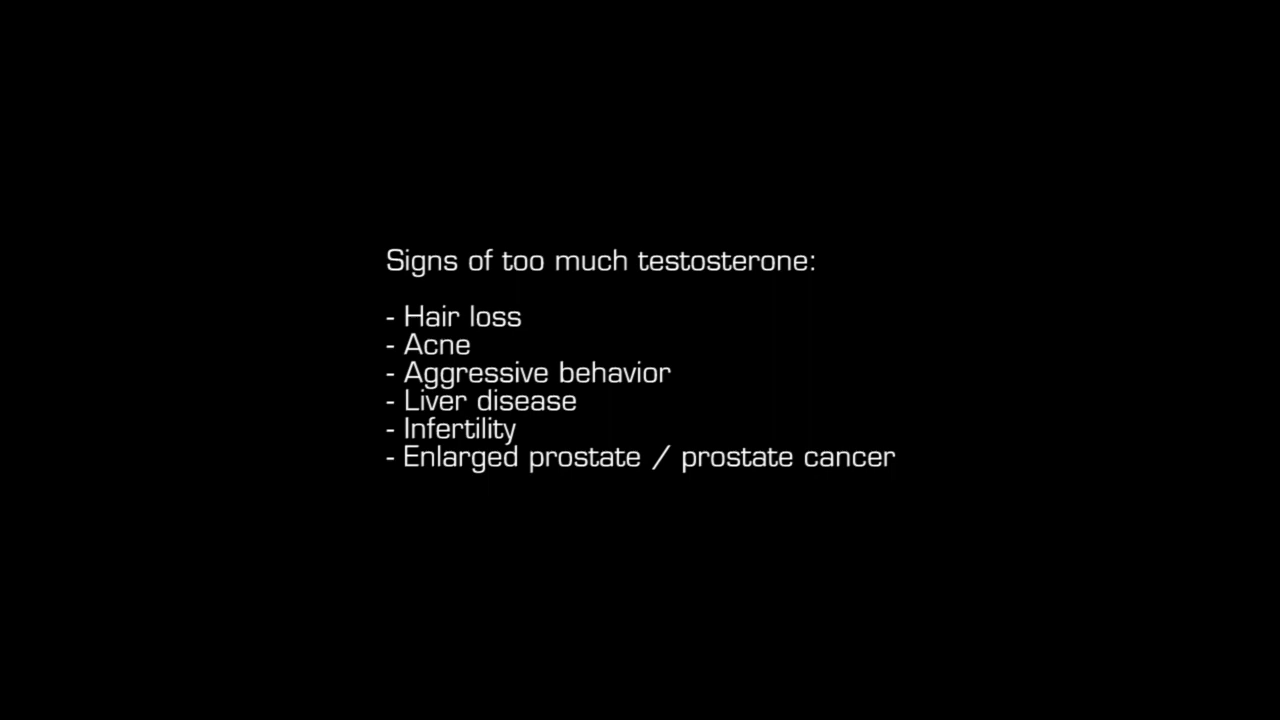 Signs of too much testosterone:
- Hair loss
- Acne
- Aggressive behavior
- Liver disease
- Infertility
- Enlarged prostate / prostate cancer